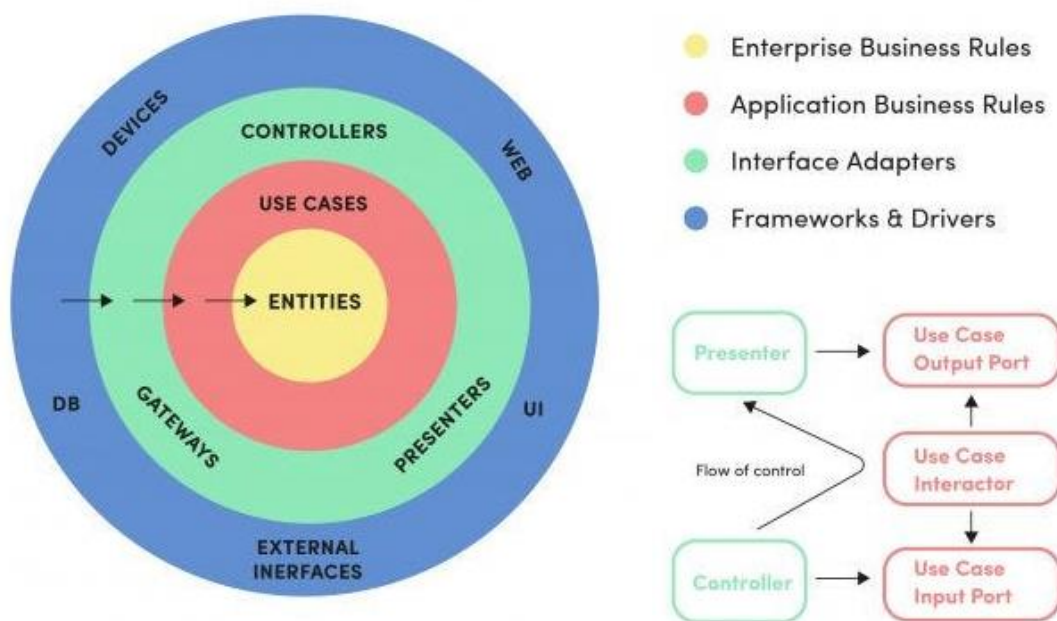 DEVICES
CONTROLLERS
WEB
USE CASES
ENTITIES
DB
GATEWAYS
PRESENTERS
UI
EXTERNAL
INERFACES
Enterprise Business Rules
Application Business Rules
Interface Adapters
Frameworks & Drivers
Presenter
Use Case
Output Port
Flow of control
Use Case
Interactor
Controller
Use Case
Input Port